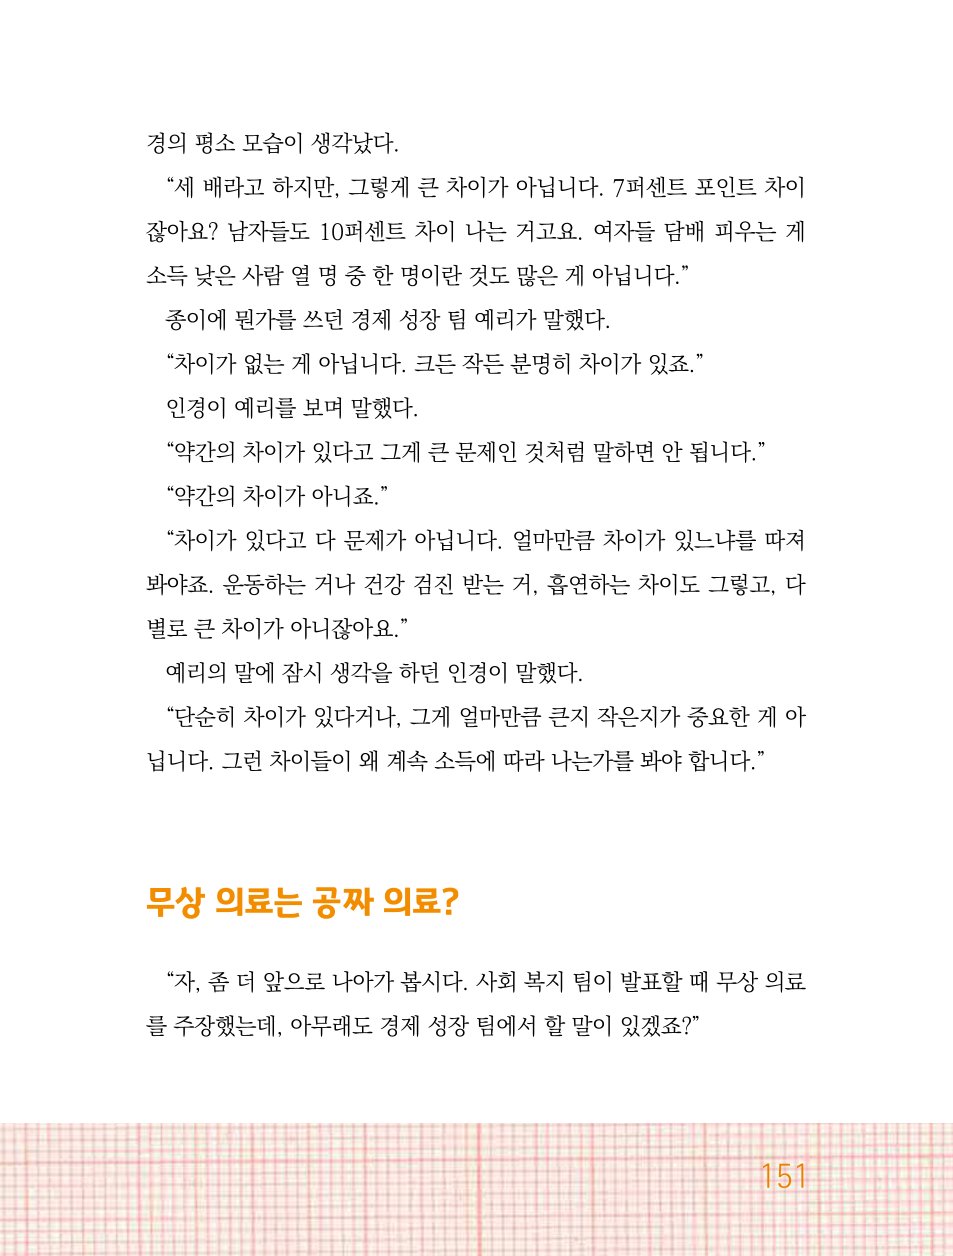 경의 평소 모습이 생각났다.
“세 배라고 하지만, 그렇게 큰 차이가 아닙니다. 7퍼센트 포인트 차이
잖아요? 남자들도 10퍼센트 차이 나는 거고요. 여자들 담배 피우는 게
소득 낮은 사람 열 명 중 한 명이란 것도 많은 게 아닙니다.”
종이에 뭔가를 쓰던 경제 성장 팀 예리가 말했다.
“차이가 없는 게 아닙니다. 크든 작든 분명히 차이가 있죠.”
인경이 예리를 보며 말했다.
“약간의 차이가 있다고 그게 큰 문제인 것처럼 말하면 안 됩니다.”
“약간의 차이가 아니죠.”
“차이가 있다고 다 문제가 아닙니다. 얼마만큼 차이가 있느냐를 따져
봐야죠. 운동하는 거나 건강 검진 받는 거, 흡연하는 차이도 그렇고, 다
별로 큰 차이가 아니잖아요.”
예리의 말에 잠시 생각을 하던 인경이 말했다.
“단순히 차이가 있다거나, 그게 얼마만큼 큰지 작은지가 중요한 게 아
닙니다. 그런 차이들이 왜 계속 소득에 따라 나는가를 봐야 합니다.”
무상 의료는 공짜 의료?
“자, 좀 더 앞으로 나아가 봅시다. 사회 복지 팀이 발표할 때 무상 의료
를 주장했는데, 아무래도 경제 성장 팀에서 할 말이 있겠죠?”
151